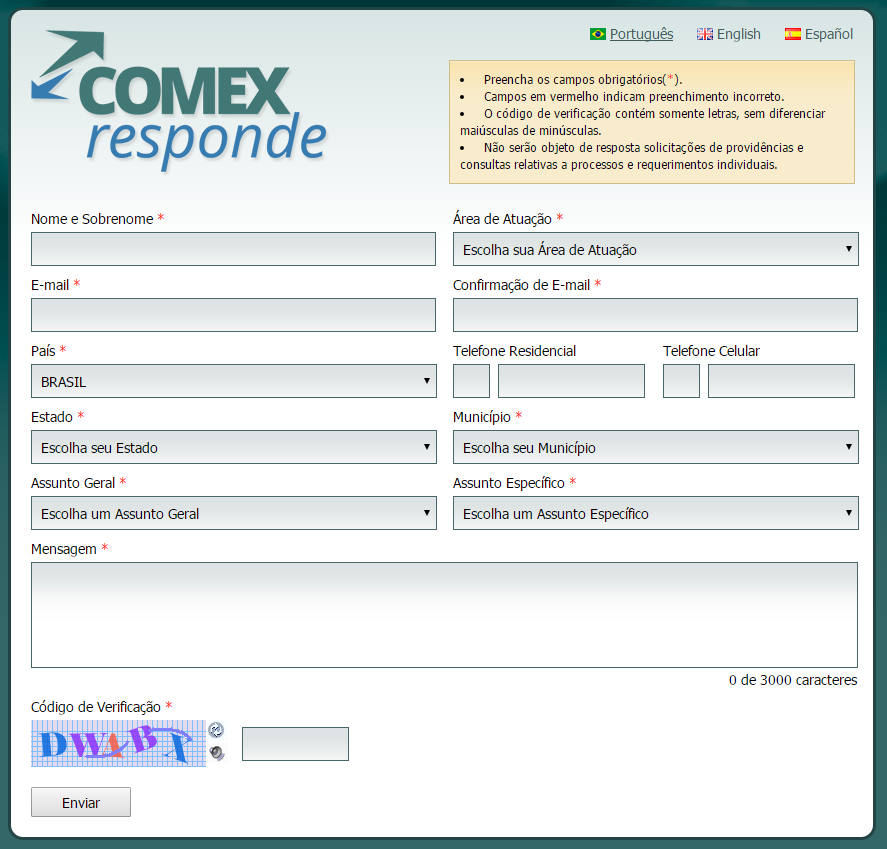 COMEX
responde
Português English Español
• Preencha os campos obrigatórios(*).
• Campos em vermelho indicam preenchimento incorreto.
• O código de verificação contém somente letras, sem diferenciar
maiúsculas de minúsculas.
• Não serão objeto de resposta solicitações de providências e
consultas relativas a processos e requerimentos individuais.
Nome e Sobrenome *
Área de Atuação *
Escolha sua Área de Atuação
E-mail *
Confirmação de E-mail *
País *
BRASIL
Telefone Residencial
Telefone Celular
Estado *
Escolha seu Estado
Município *
Escolha seu Município
Assunto Geral *
Escolha um Assunto Geral
Assunto Específico *
Escolha um Assunto Específico
Mensagem *
0 de 3000 caracteres
Código de Verificação *
Enviar